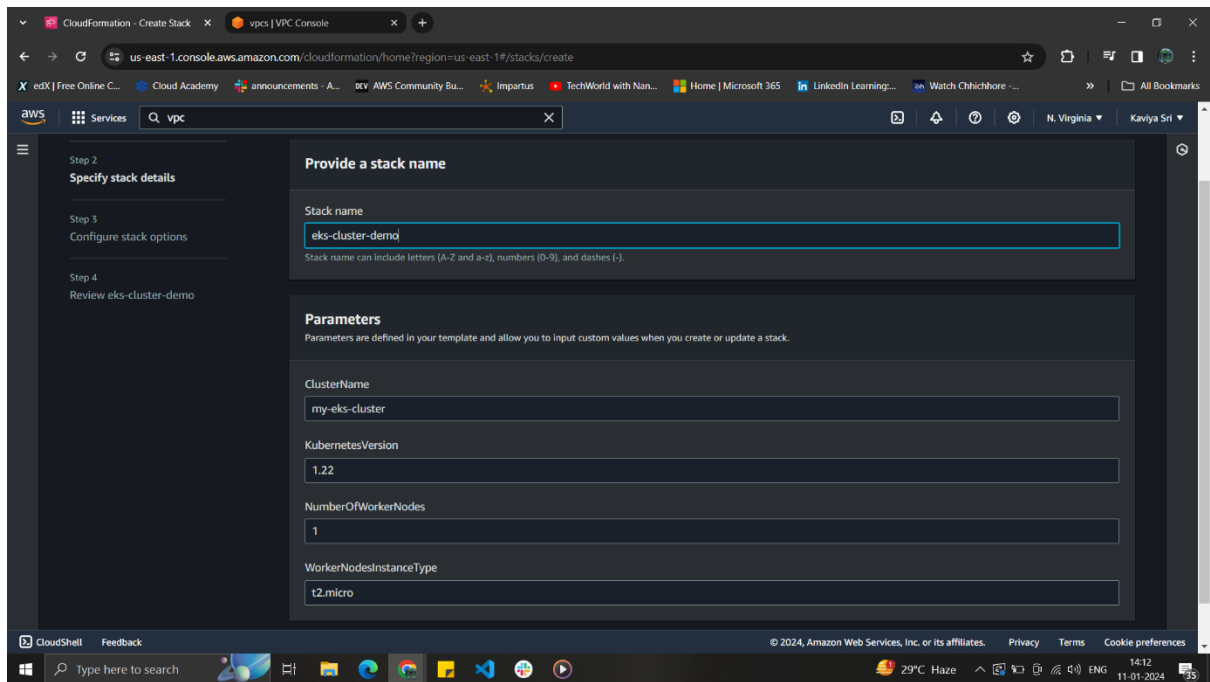 CloudFormation - Create Stack
vpcs | VPC Console
us-east-1.console.aws.amazon.com/cloudformation/home?region=us-east-1#/stacks/create
edX | Free Online C...
Cloud Academy
announcements - A...
DEV AWS Community Bu...
Impartus
TechWorld with Nan...
Home | Microsoft 365
in LinkedIn Learning:...
Watch Chhichhore -...
»
All Bookmarks
aws
Services
vpc
N. Virginia
Kaviya Sri
Step 2
Specify stack details
Step 3
Configure stack options
Step 4
Review eks-cluster-demo
Provide a stack name
Stack name
eks-cluster-demo
Stack name can include letters (A-Z and a-z), numbers (0-9), and dashes (-).
Parameters
Parameters are defined in your template and allow you to input custom values when you create or update a stack.
ClusterName
my-eks-cluster
KubernetesVersion
1.22
NumberOfWorkerNodes
1
WorkerNodesInstanceType
t2.micro
CloudShell
Feedback
© 2024, Amazon Web Services, Inc. or its affiliates.
Privacy
Terms
Cookie preferences
Type here to search
29°C Haze
ENG
14:12
11-01-2024
35